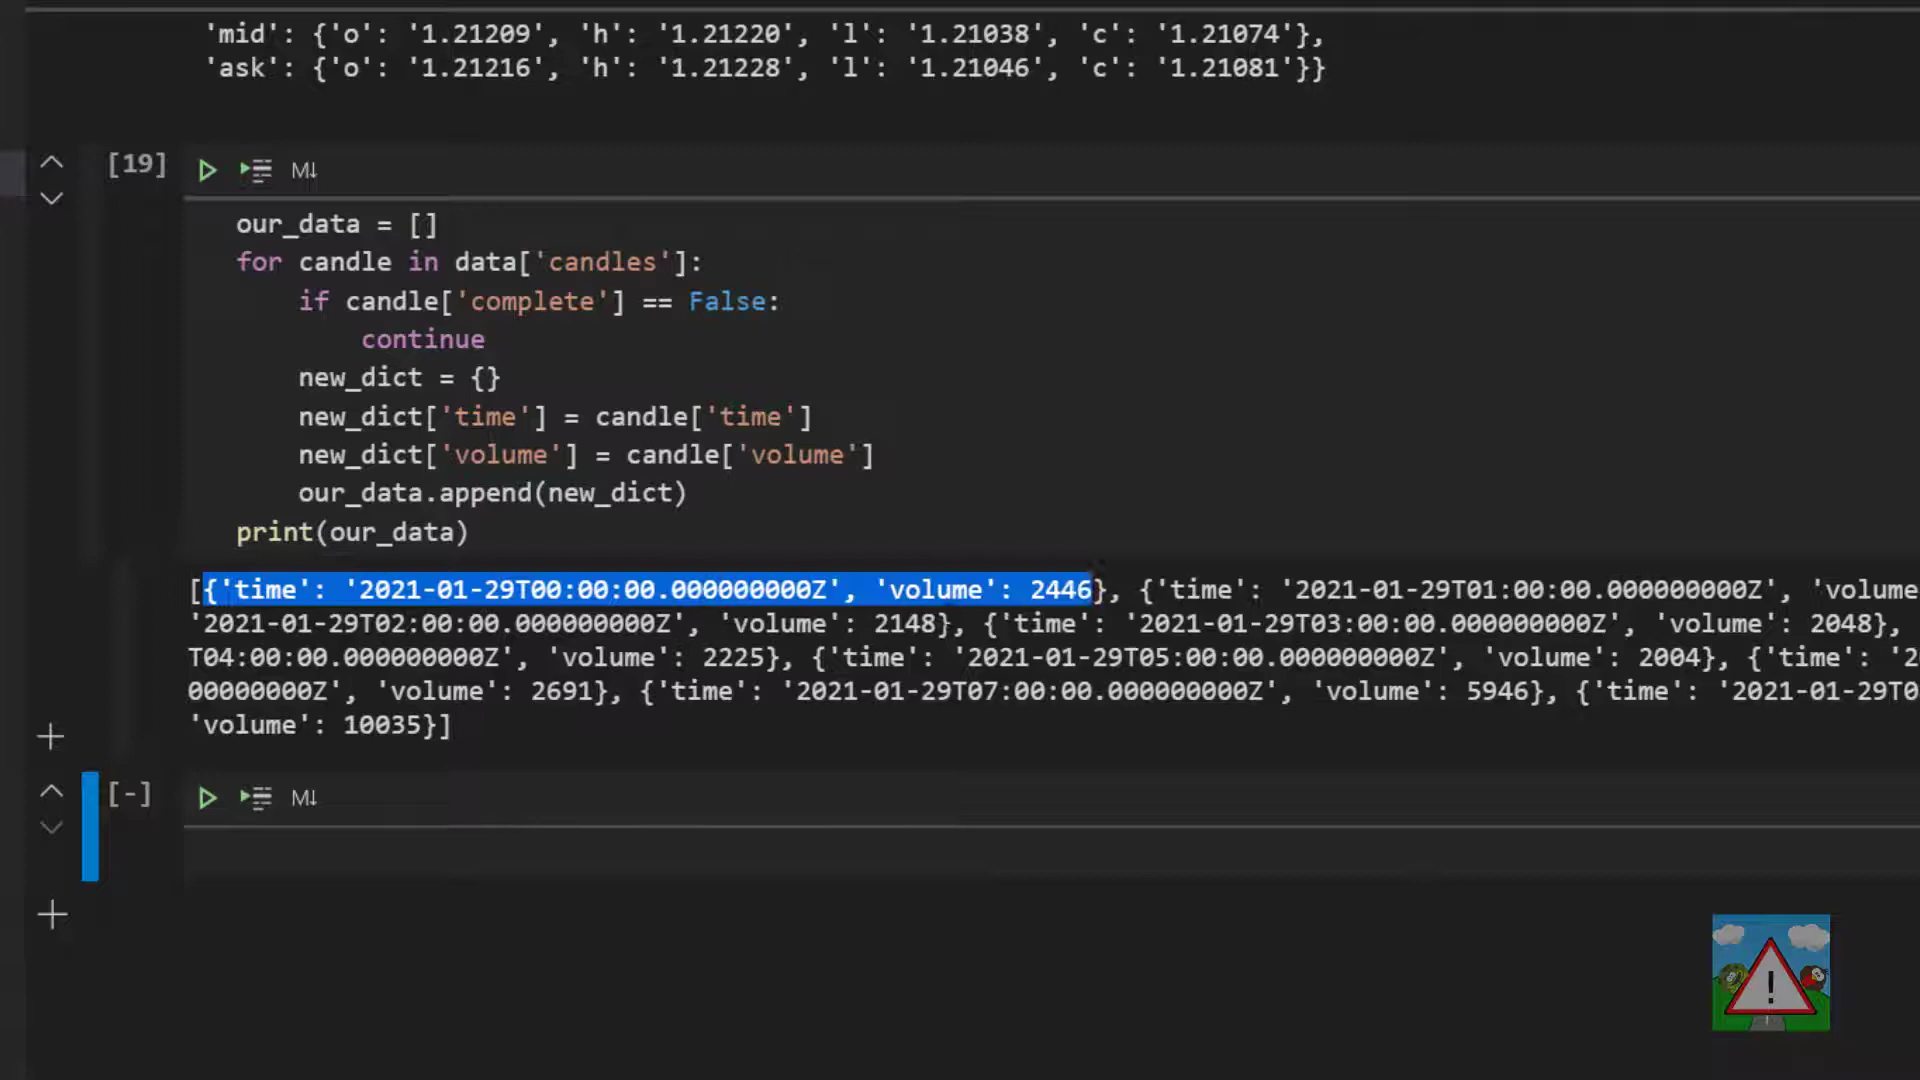 'mid': {'o': '1.21209', 'h': '1.21220', 'l': '1.21038', 'c': '1.21074'},
'ask': {'o': '1.21216', 'h': '1.21228', 'l': '1.21046', 'c': '1.21081'}}
[19]
M↓
our_data = []
for candle in data['candles']:
    if candle['complete'] == False:
        continue
    new_dict = {}
    new_dict['time'] = candle['time']
    new_dict['volume'] = candle['volume']
    our_data.append(new_dict)
print(our_data)
[{'time': '2021-01-29T00:00:00.000000000Z', 'volume': 2446}, {'time': '2021-01-29T01:00:00.000000000Z', 'volume
'2021-01-29T02:00:00.000000000Z', 'volume': 2148}, {'time': '2021-01-29T03:00:00.000000000Z', 'volume': 2048},
T04:00:00.000000000Z', 'volume': 2225}, {'time': '2021-01-29T05:00:00.000000000Z', 'volume': 2004}, {'time': '2
00000000Z', 'volume': 2691}, {'time': '2021-01-29T07:00:00.000000000Z', 'volume': 5946}, {'time': '2021-01-29T0
'volume': 10035}]
[-]
M↓
!